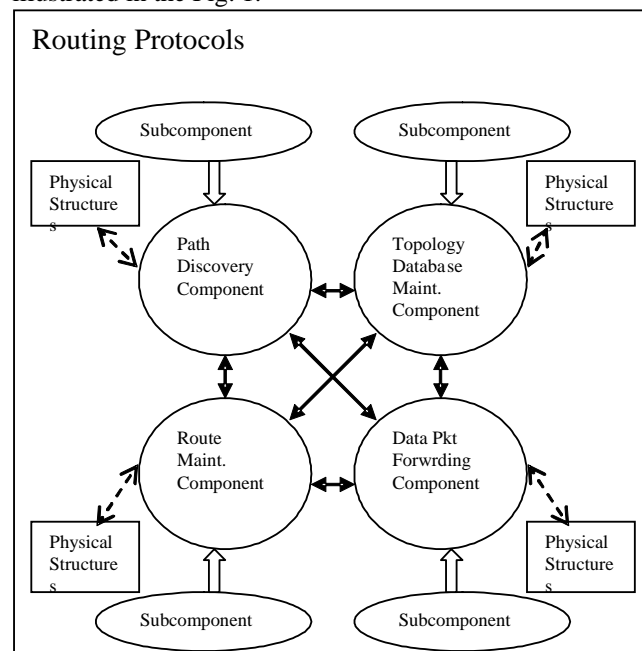 illustrated in the Fig. 1.
Routing Protocols
Subcomponent
Subcomponent
Physical
Structure
s
Physical
Structure
s
Path
Discovery
Component
Topology
Database
Maint.
Component
Route
Maint.
Component
Data Pkt
Forwrding
Component
Physical
Structure
s
Physical
Structure
s
Subcomponent
Subcomponent